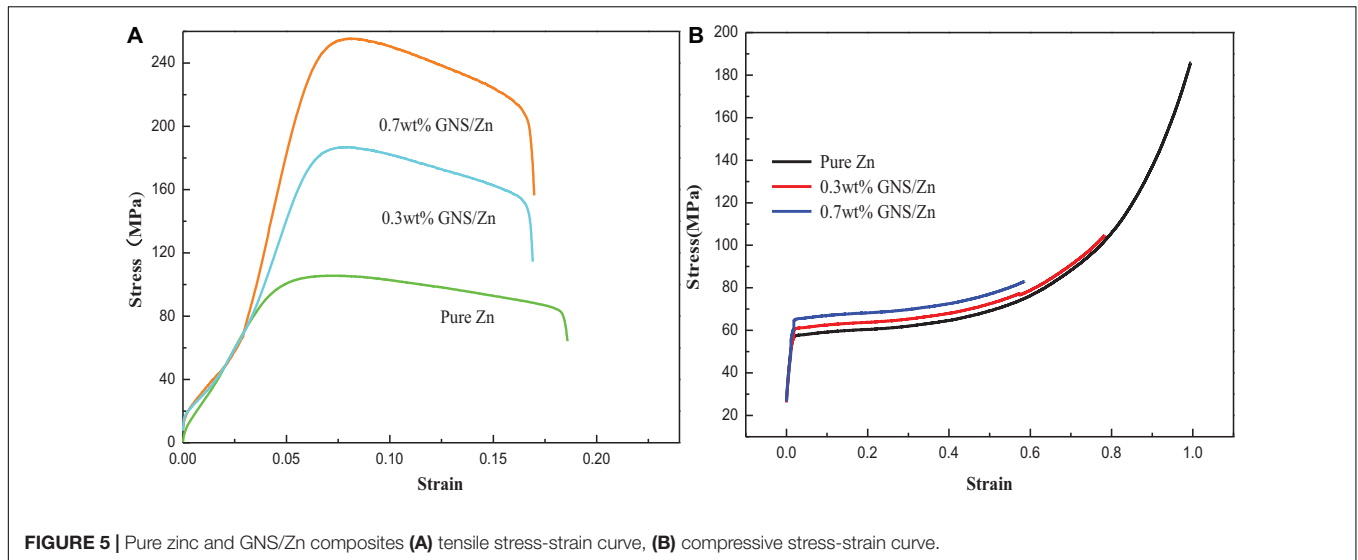 A
240
200
160
120
80
40
0
Stress (MPa)
0.7wt% GNS/Zn
0.3wt% GNS/Zn
Pure Zn
0.00
0.05
0.10
0.15
0.20
Strain
B
200
180
160
140
120
100
80
60
40
20
Stress(MPa)
Pure Zn
0.3wt% GNS/Zn
0.7wt% GNS/Zn
0.0
0.2
0.4
0.6
0.8
1.0
Strain
FIGURE 5 | Pure zinc and GNS/Zn composites (A) tensile stress-strain curve, (B) compressive stress-strain curve.